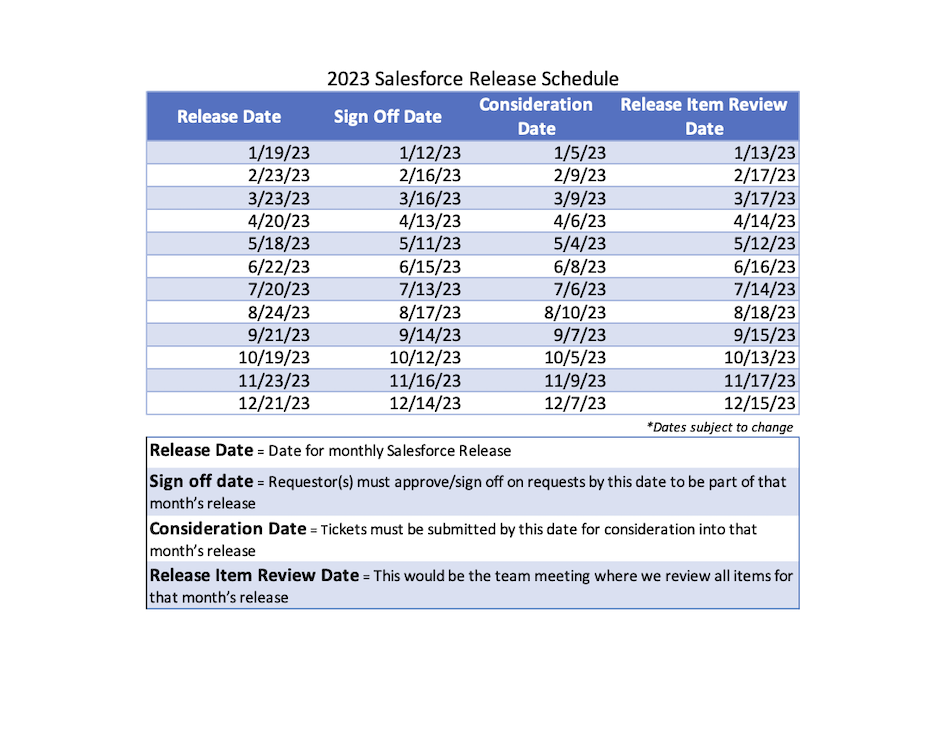 2023 Salesforce Release Schedule
Release Date Sign Off Date Consideration Date Release Item Review Date
1/19/23 1/12/23 1/5/23 1/13/23
2/23/23 2/16/23 2/9/23 2/17/23
3/23/23 3/16/23 3/9/23 3/17/23
4/20/23 4/13/23 4/6/23 4/14/23
5/18/23 5/11/23 5/4/23 5/12/23
6/22/23 6/15/23 6/8/23 6/16/23
7/20/23 7/13/23 7/6/23 7/14/23
8/24/23 8/17/23 8/10/23 8/18/23
9/21/23 9/14/23 9/7/23 9/15/23
10/19/23 10/12/23 10/5/23 10/13/23
11/23/23 11/16/23 11/9/23 11/17/23
12/21/23 12/14/23 12/7/23 12/15/23
*Dates subject to change
Release Date = Date for monthly Salesforce Release
Sign off date = Requestor(s) must approve/sign off on requests by this date to be part of that
month's release
Consideration Date = Tickets must be submitted by this date for consideration into that
month's release
Release Item Review Date = This would be the team meeting where we review all items for
that month's release